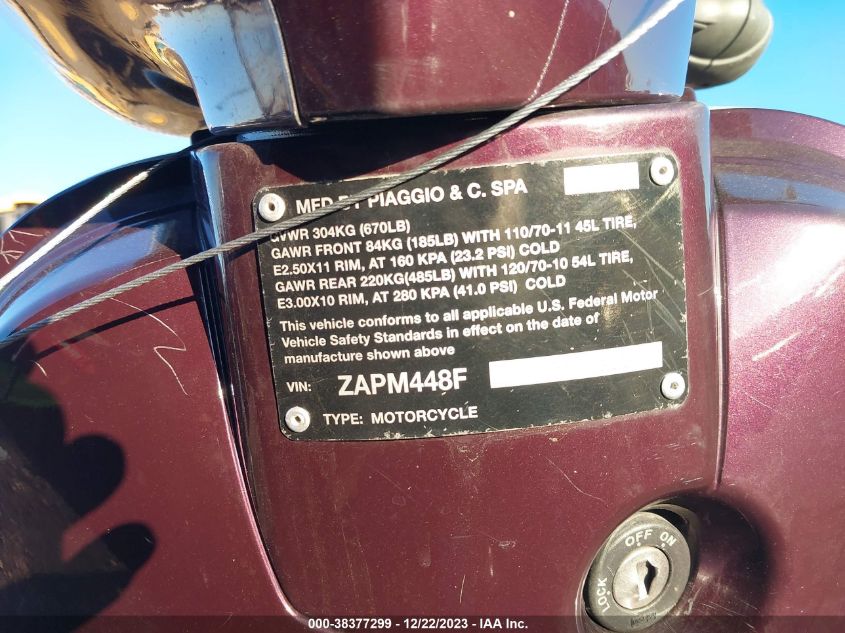 MFD BY PIAGGIO & C. SPA
GVWR 304KG (670LB)
GAWR FRONT 84KG (185LB) WITH 110/70-11 45L TIRE,
E2.50X11 RIM, AT 160 KPA (23.2 PSI) COLD
GAWR REAR 220KG(485LB) WITH 120/70-10 54L TIRE,
E3.00X10 RIM, AT 280 KPA (41.0 PSI) COLD
This vehicle conforms to all applicable U.S. Federal Motor
Vehicle Safety Standards in effect on the date of
manufacture shown above
VIN: ZAPM448F
TYPE: MOTORCYCLE
OFF ON
LOCK
000-38377299 - 12/22/2023 - IAA Inc.